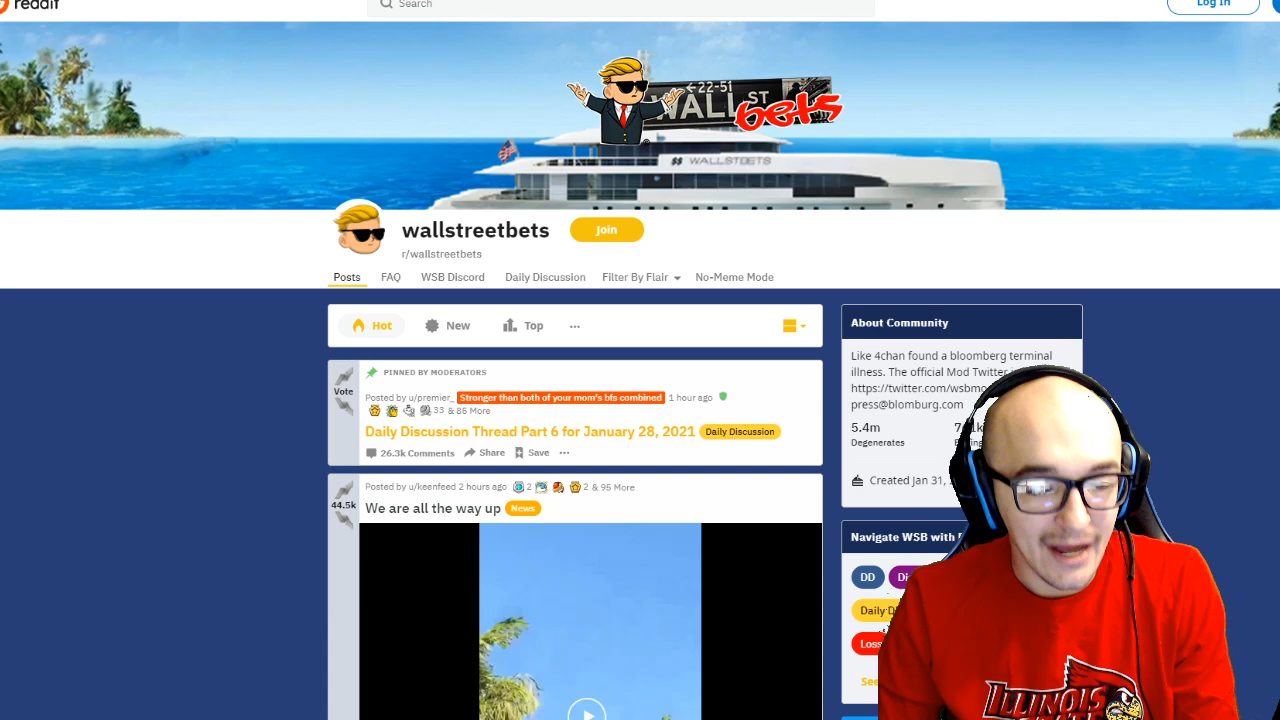 reddit
Search
Log In
22-51
WALL ST
bets
$$ WALLSTBETS
wallstreetbets
Join
r/wallstreetbets
Posts FAQ WSB Discord Daily Discussion Filter By Flair No-Meme Mode
Hot New Top ...
PINNED BY MODERATORS
Vote
Posted by u/premier_ Stronger than both of your mom's bfs combined 1 hour ago
33 & 85 More
Daily Discussion Thread Part 6 for January 28, 2021 Daily Discussion
26.3k Comments Share Save ...
44.5k
Posted by u/keenfeed 2 hours ago 2 2 & 95 More
We are all the way up News
About Community
Like 4chan found a bloomberg terminal
illness. The official Mod Twitter
https://twitter.com/wsbmo
press@blomburg.com
5.4m
Degenerates
Created Jan 31,
Navigate WSB with
DD Di
Daily D
Loss
See
ILLINOIS